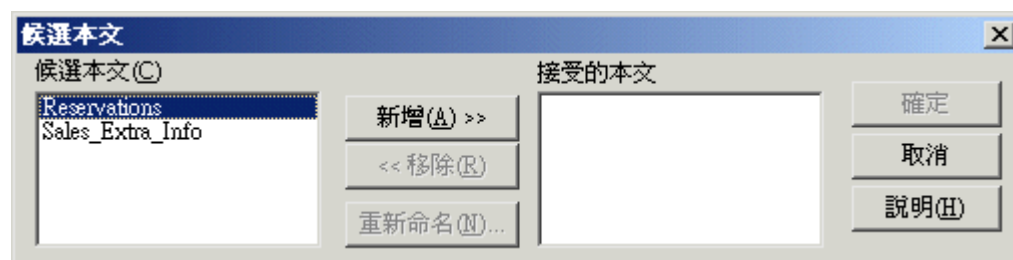 候選本文
候選本文(C)
Reservations
Sales_Extra_Info
新增(A) >>
<< 移除(R)
重新命名(N)...
接受的本文
確定
取消
說明(H)